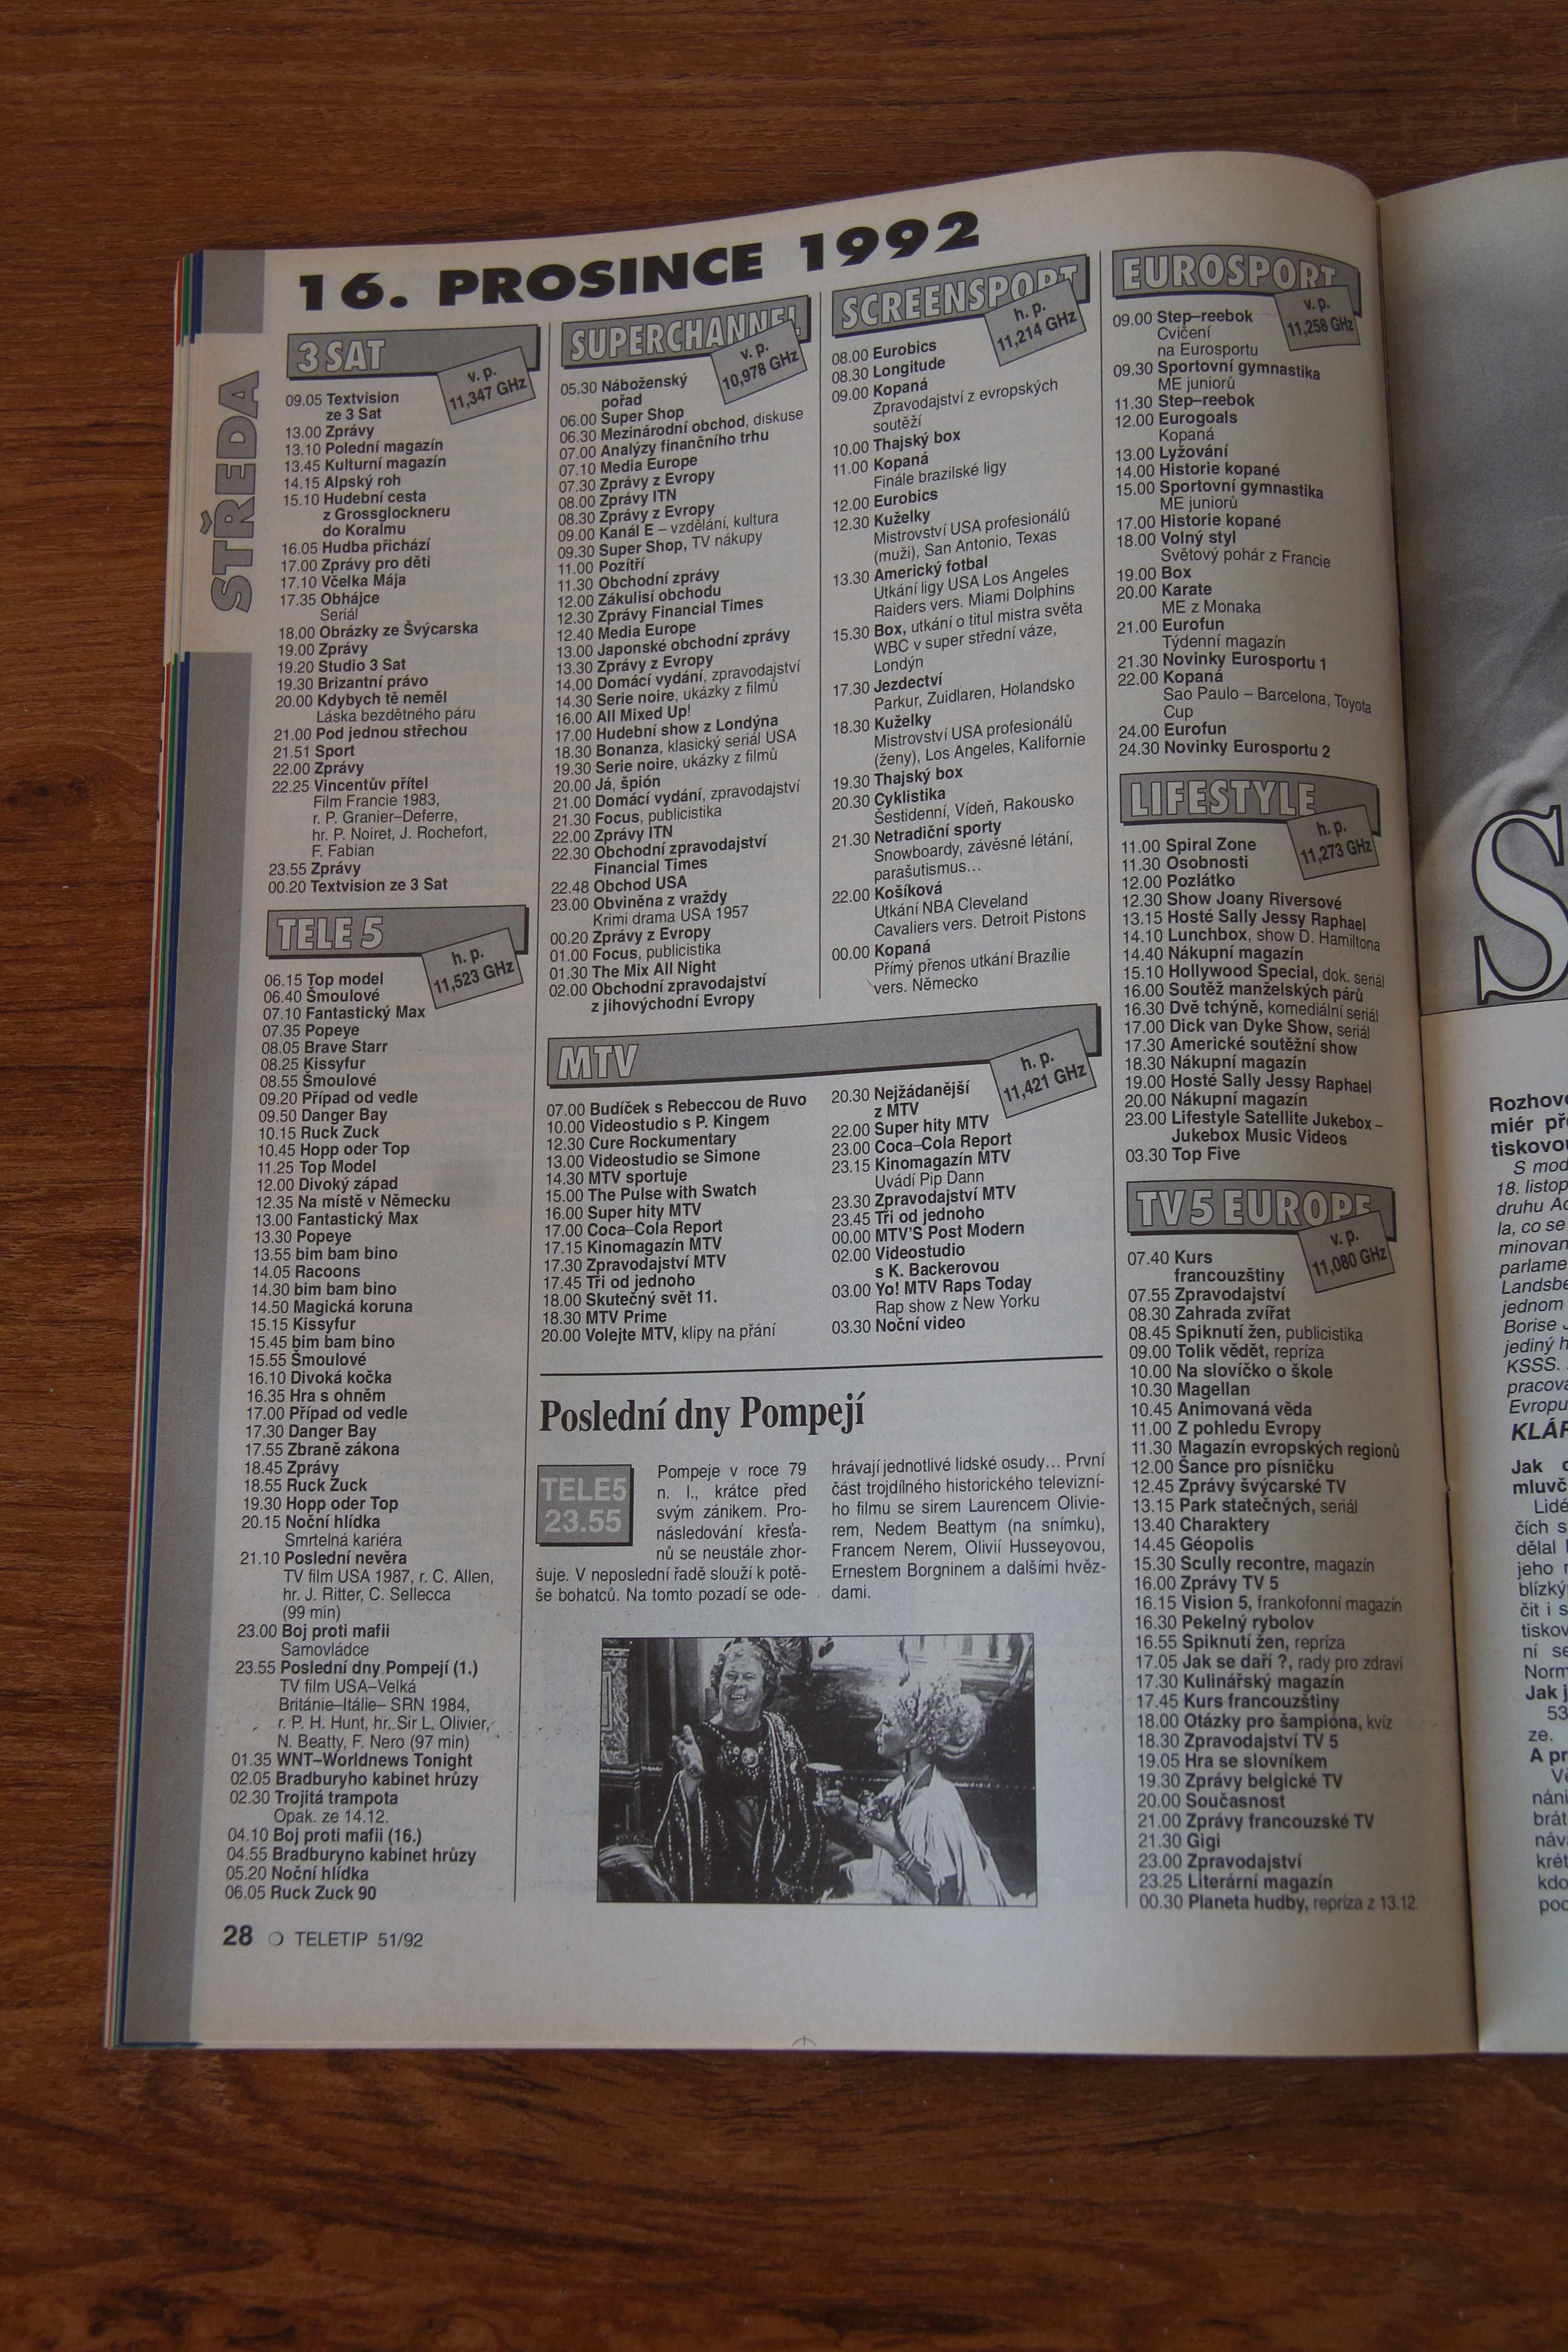 16. PROSINCE 1992
STŘEDA
3 SAT
v. p.
11,347 GHz
09.05 Textvision
ze 3 Sat
13.00 Zprávy
13.10 Polední magazín
13.45 Kulturní magazín
14.15 Alpský roh
15.10 Hudební cesta
z Grossglockneru
do Koralmu
16.05 Hudba přichází
17.00 Zprávy pro děti
17.10 Včelka Mája
17.35 Obhájce
Seriál
18.00 Obrázky ze Švýcarska
19.00 Zprávy
19.20 Studio 3 Sat
19.30 Brizantní právo
20.00 Kdybych tě neměl
Láska bezdětného páru
21.00 Pod jednou střechou
21.51 Sport
22.00 Zprávy
22.25 Vincentův přítel
Film Francie 1983,
r. P. Granier–Deferre,
hr. P. Noiret, J. Rochefort,
F. Fabian
23.55 Zprávy
00.20 Textvision ze 3 Sat
TELE 5
h. p.
11,523 GHz
06.15 Top model
06.40 Šmoulové
07.10 Fantastický Max
07.35 Popeye
08.05 Brave Starr
08.25 Kissyfur
08.55 Šmoulové
09.20 Případ od vedle
09.50 Danger Bay
10.15 Ruck Zuck
10.45 Hopp oder Top
11.25 Top Model
12.00 Divoký západ
12.35 Na místě v Německu
13.00 Fantastický Max
13.30 Popeye
13.55 bim bam bino
14.05 Racoons
14.30 bim bam bino
14.50 Magická koruna
15.15 Kissyfur
15.45 bim bam bino
15.55 Šmoulové
16.10 Divoká kočka
16.35 Hra s ohněm
17.00 Případ od vedle
17.30 Danger Bay
17.55 Zbraně zákona
18.45 Zprávy
18.55 Ruck Zuck
19.30 Hopp oder Top
20.15 Noční hlídka
Smrtelná kariéra
21.10 Poslední nevěra
TV film USA 1987, r. C. Allen,
hr. J. Ritter, C. Sellecca
(99 min)
23.00 Boj proti mafii
Samovládce
23.55 Poslední dny Pompejí (1.)
TV film USA–Velká
Británie–Itálie– SRN 1984,
r. P. H. Hunt, hr. Sir L. Olivier,
N. Beatty, F. Nero (97 min)
01.35 WNT–Worldnews Tonight
02.05 Bradburyho kabinet hrůzy
02.30 Trojitá trampota
Opak. ze 14.12.
04.10 Boj proti mafii (16.)
04.55 Bradburyno kabinet hrůzy
05.20 Noční hlídka
06.05 Ruck Zuck 90
SUPERCHANNEL
v. p.
10,978 GHz
05.30 Náboženský
pořad
06.00 Super Shop
06.30 Mezinárodní obchod, diskuse
07.00 Analýzy finančního trhu
07.10 Media Europe
07.30 Zprávy z Evropy
08.00 Zprávy ITN
08.30 Zprávy z Evropy
09.00 Kanál E – vzdělání, kultura
09.30 Super Shop, TV nákupy
11.00 Pozítří
11.30 Obchodní zprávy
12.00 Zákulisí obchodu
12.30 Zprávy Financial Times
12.40 Media Europe
13.00 Japonské obchodní zprávy
13.30 Zprávy z Evropy
14.00 Domácí vydání, zpravodajství
14.30 Serie noire, ukázky z filmů
16.00 All Mixed Up!
17.00 Hudební show z Londýna
18.30 Bonanza, klasický seriál USA
19.30 Serie noire, ukázky z filmů
20.00 Já, špión
21.00 Domácí vydání, zpravodajství
21.30 Focus, publicistika
22.00 Zprávy ITN
22.30 Obchodní zpravodajství
Financial Times
22.48 Obchod USA
23.00 Obviněna z vraždy
Krimi drama USA 1957
00.20 Zprávy z Evropy
01.00 Focus, publicistika
01.30 The Mix All Night
02.00 Obchodní zpravodajství
z jihovýchodní Evropy
SCREENSPORT
h. p.
11,214 GHz
08.00 Eurobics
08.30 Longitude
09.00 Kopaná
Zpravodajství z evropských
soutěží
10.00 Thajský box
11.00 Kopaná
Finále brazilské ligy
12.00 Eurobics
12.30 Kuželky
Mistrovství USA profesionálů
(muži), San Antonio, Texas
13.30 Americký fotbal
Utkání ligy USA Los Angeles
Raiders vers. Miami Dolphins
15.30 Box, utkání o titul mistra světa
WBC v super střední váze,
Londýn
17.30 Jezdectví
Parkur, Zuidlaren, Holandsko
18.30 Kuželky
Mistrovství USA profesionálů
(ženy), Los Angeles, Kalifornie
19.30 Thajský box
20.30 Cyklistika
Šestidenní, Vídeň, Rakousko
21.30 Netradiční sporty
Snowboardy, závěsné létání,
parašutismus...
22.00 Košíková
Utkání NBA Cleveland
Cavaliers vers. Detroit Pistons
00.00 Kopaná
Přímý přenos utkání Brazílie
vers. Německo
MTV
h. p.
11,421 GHz
07.00 Budíček s Rebeccou de Ruvo
10.00 Videostudio s P. Kingem
12.30 Cure Rockumentary
13.00 Videostudio se Simone
14.30 MTV sportuje
15.00 The Pulse with Swatch
16.00 Super hity MTV
17.00 Coca–Cola Report
17.15 Kinomagazín MTV
17.30 Zpravodajství MTV
17.45 Tři od jednoho
18.00 Skutečný svět 11.
18.30 MTV Prime
20.00 Volejte MTV, klipy na přání
20.30 Nejžádanější
z MTV
22.00 Super hity MTV
23.00 Coca–Cola Report
23.15 Kinomagazín MTV
Uvádí Pip Dann
23.30 Zpravodajství MTV
23.45 Tři od jednoho
00.00 MTV'S Post Modern
02.00 Videostudio
s K. Backerovou
03.00 Yo! MTV Raps Today
Rap show z New Yorku
03.30 Noční video
Poslední dny Pompejí
TELE5
23.55
Pompeje v roce 79
n. l., krátce před
svým zánikem. Pro-
následování křesťa-
nů se neustále zhor-
šuje. V neposlední řadě slouží k potě-
še bohatců. Na tomto pozadí se ode-
hrávají jednotlivé lidské osudy... První
část trojdílného historického televizní-
ho filmu se sirem Laurencem Olivie-
rem, Nedem Beattym (na snímku),
Francem Nerem, Olivií Husseyovou,
Ernestem Borgninem a dalšími hvěz-
dami.
EUROSPORT
v. p.
11,258 GHz
09.00 Step–reebok
Cvičení
na Eurosportu
09.30 Sportovní gymnastika
ME juniorů
11.30 Step–reebok
12.00 Eurogoals
Kopaná
13.00 Lyžování
14.00 Historie kopané
15.00 Sportovní gymnastika
ME juniorů
17.00 Historie kopané
18.00 Volný styl
Světový pohár z Francie
19.00 Box
20.00 Karate
ME z Monaka
21.00 Eurofun
Týdenní magazín
21.30 Novinky Eurosportu 1
22.00 Kopaná
Sao Paulo – Barcelona, Toyota
Cup
24.00 Eurofun
24.30 Novinky Eurosportu 2
LIFESTYLE
h. p.
11,273 GHz
11.00 Spiral Zone
11.30 Osobnosti
12.00 Pozlátko
12.30 Show Joany Riversové
13.15 Hosté Sally Jessy Raphael
14.10 Lunchbox, show D. Hamiltona
14.40 Nákupní magazín
15.10 Hollywood Special, dok. seriál
16.00 Soutěž manželských párů
16.30 Dvě tchýně, komediální seriál
17.00 Dick van Dyke Show, seriál
17.30 Americké soutěžní show
18.30 Nákupní magazín
19.00 Hosté Sally Jessy Raphael
20.00 Nákupní magazín
23.00 Lifestyle Satellite Jukebox –
Jukebox Music Videos
03.30 Top Five
TV5 EUROPE
v. p.
11,080 GHz
07.40 Kurs
francouzštiny
07.55 Zpravodajství
08.30 Zahrada zvířat
08.45 Spiknutí žen, publicistika
09.00 Tolik vědět, repríza
10.00 Na slovíčko o škole
10.30 Magellan
10.45 Animovaná věda
11.00 Z pohledu Evropy
11.30 Magazín evropských regionů
12.00 Šance pro písničku
12.45 Zprávy švýcarské TV
13.15 Park statečných, seriál
13.40 Charaktery
14.45 Géopolis
15.30 Scully recontre, magazín
16.00 Zprávy TV 5
16.15 Vision 5, frankofonní magazín
16.30 Pekelný rybolov
16.55 Spiknutí žen, repríza
17.05 Jak se daří ?, rady pro zdraví
17.30 Kulinářský magazín
17.45 Kurs francouzštiny
18.00 Otázky pro šampióna, kviz
18.30 Zpravodajství TV 5
19.05 Hra se slovníkem
19.30 Zprávy belgické TV
20.00 Současnost
21.00 Zprávy francouzské TV
21.30 Gigi
23.00 Zpravodajství
23.25 Literární magazín
00.30 Planeta hudby, repríza z 13.12.
28 TELETIP 51/92
S
Rozhovo
miér př
tiskovou
S mod
18. listop
druhu Ac
la, co se
minovan
parlame
Landsbe
jednom
Borise J
jediný h
KSSS.
pracova
Evropu
KLÁR
Jak d
mluvč
Lidé
čích s
dělal l
jeho r
blízký
čit i s
tiskov
ní se
Norm
Jak j
53
ze.
A pr
Vě
nání
brát
náv
krét
kdo
poc